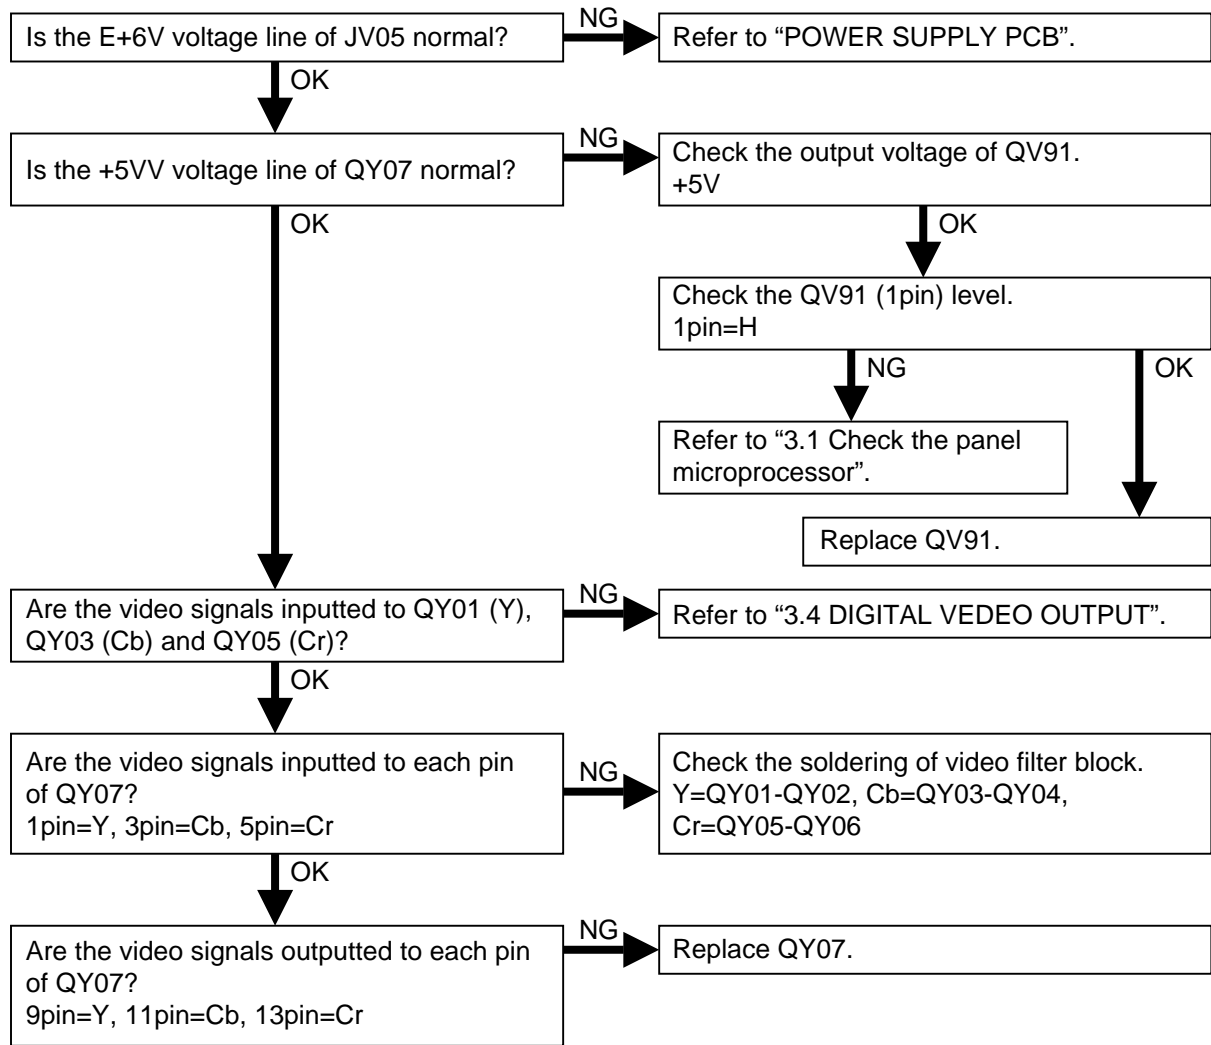 Is the E+6V voltage line of JV05 normal?
NG
Refer to “POWER SUPPLY PCB”.
OK
Is the +5VV voltage line of QY07 normal?
NG
Check the output voltage of QV91.
+5V
OK
OK
Check the QV91 (1pin) level.
1pin=H
NG
OK
Refer to “3.1 Check the panel
microprocessor”.
Replace QV91.
Are the video signals inputted to QY01 (Y),
QY03 (Cb) and QY05 (Cr)?
NG
Refer to “3.4 DIGITAL VEDEO OUTPUT”.
OK
Are the video signals inputted to each pin
of QY07?
1pin=Y, 3pin=Cb, 5pin=Cr
NG
Check the soldering of video filter block.
Y=QY01-QY02, Cb=QY03-QY04,
Cr=QY05-QY06
OK
Are the video signals outputted to each pin
of QY07?
9pin=Y, 11pin=Cb, 13pin=Cr
NG
Replace QY07.